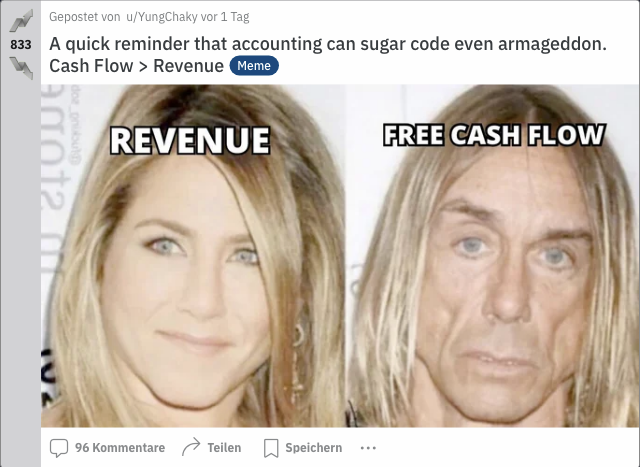 Gepostet von u/YungChaky vor 1 Tag
833
A quick reminder that accounting can sugar code even armageddon.
Cash Flow > Revenue Meme
REVENUE
FREE CASH FLOW
96 Kommentare Teilen Speichern